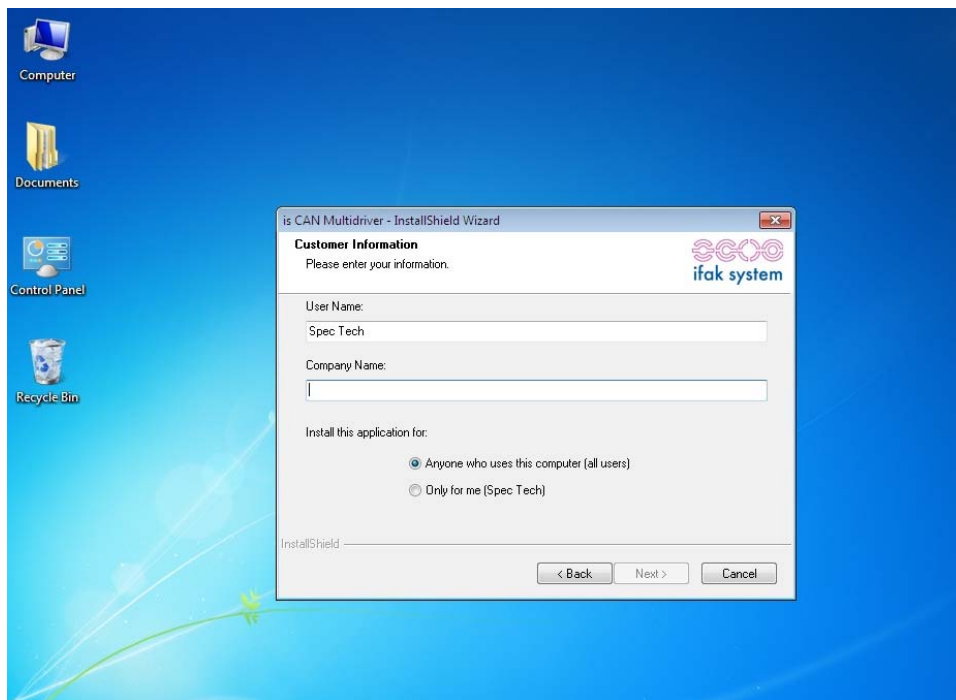 Computer
Documents
Control Panel
Recycle Bin
is CAN Multidriver - InstallShield Wizard
Customer Information
Please enter your information.
ifak system
User Name:
Spec Tech
Company Name:
Install this application for:
Anyone who uses this computer (all users)
Only for me (Spec Tech)
InstallShield
< Back
Next >
Cancel